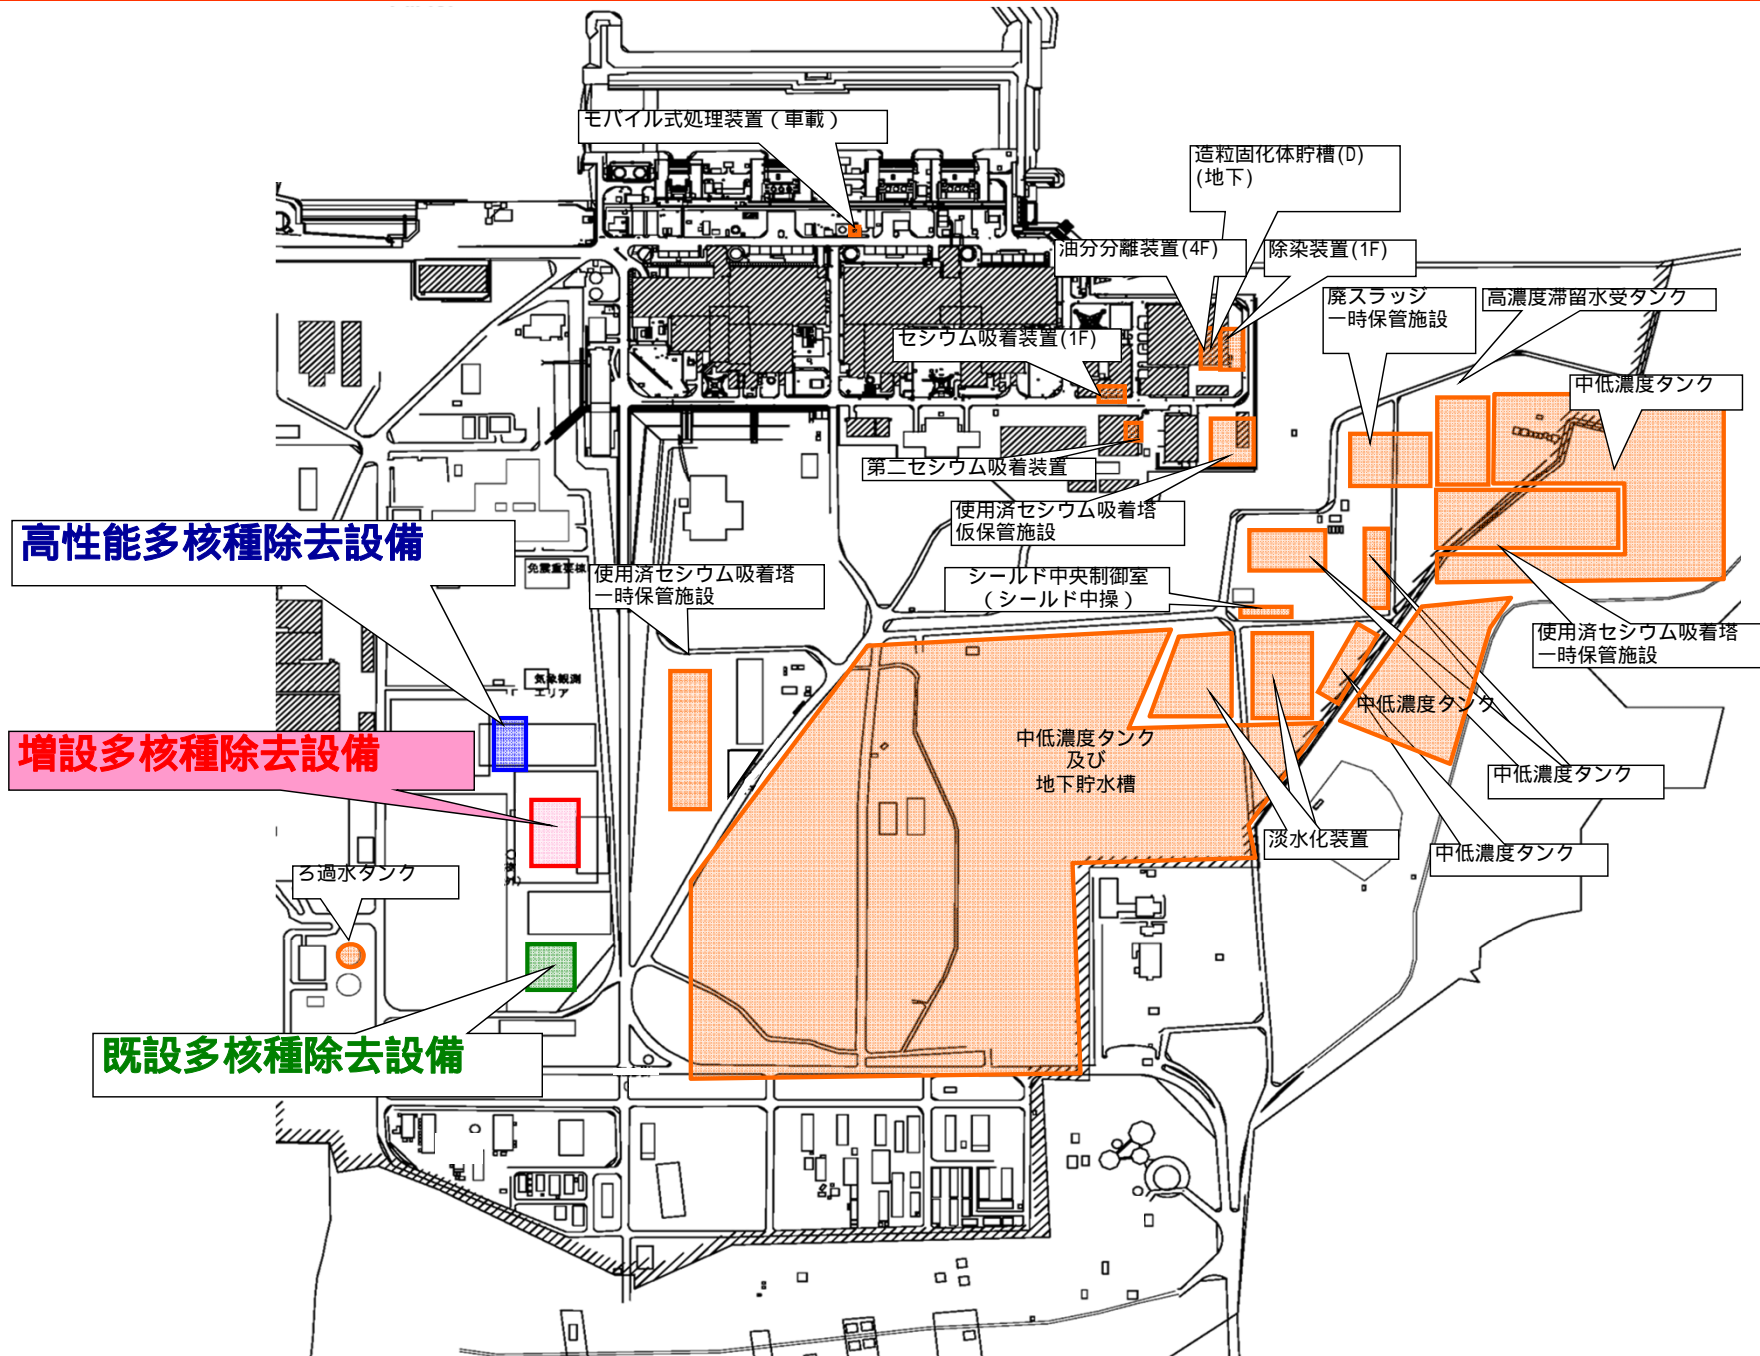 モバイル式処理装置（車載）
造粒固化体貯槽(D)
(地下)
油分分離装置(4F)
除染装置(1F)
廃スラッジ
一時保管施設
高濃度滞留水受タンク
セシウム吸着装置(1F)
中低濃度タンク
第二セシウム吸着装置
使用済セシウム吸着塔
仮保管施設
高性能多核種除去設備
免震重要棟
使用済セシウム吸着塔
一時保管施設
シールド中央制御室
（シールド中操）
使用済セシウム吸着塔
一時保管施設
気象観測
エリア
中低濃度タンク
増設多核種除去設備
中低濃度タンク
及び
地下貯水槽
中低濃度タンク
淡水化装置
中低濃度タンク
ろ過水タンク
既設多核種除去設備